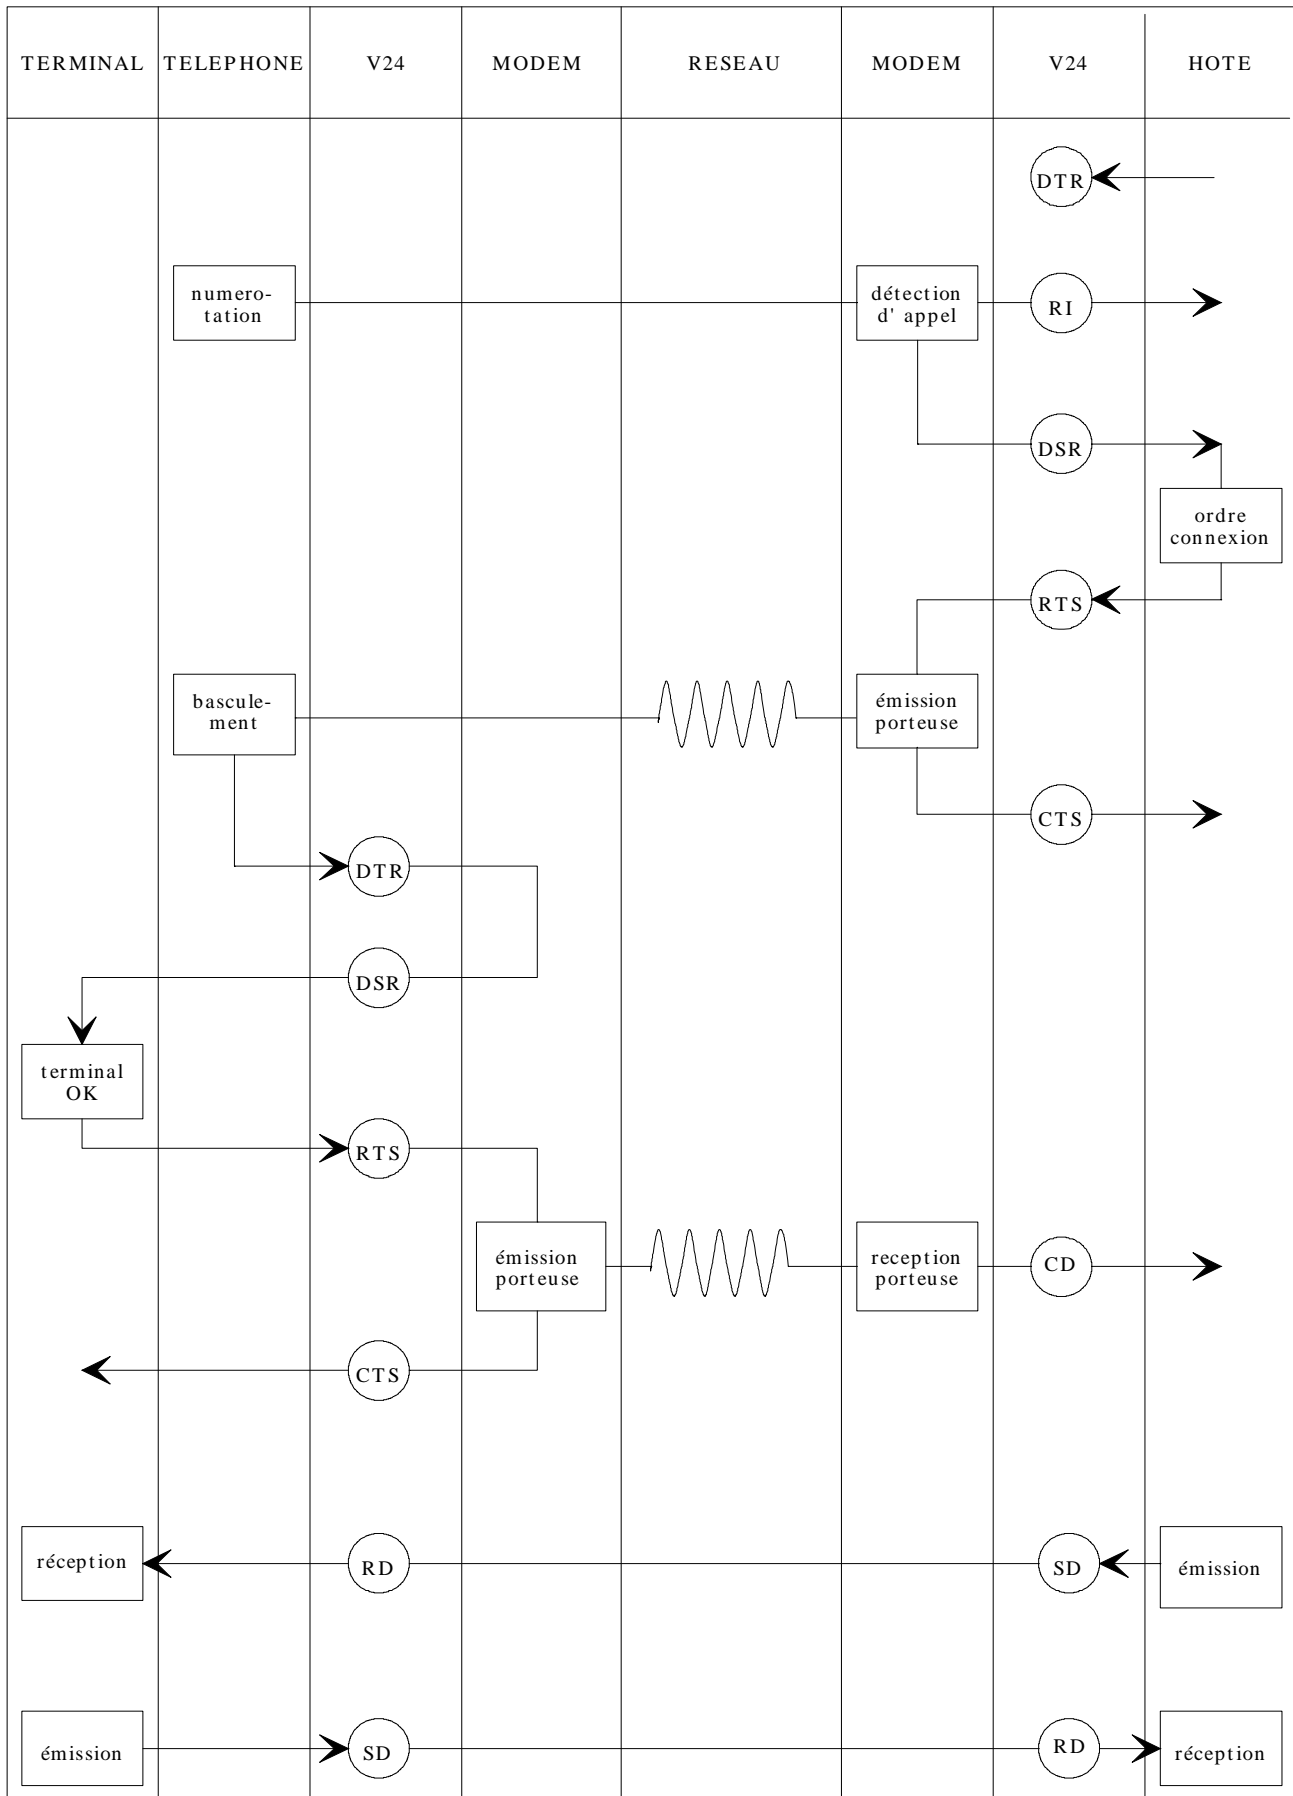 TERMINAL TELEPHONE V24 MODEM RESEAU MODEM V24 HOTE
DTR
numero-
tation
détection
d' appel
RI
DSR
ordre
connexion
RTS
bascule-
ment
émission
porteuse
CTS
DTR
DSR
terminal
OK
RTS
émission
porteuse
reception
porteuse
CD
CTS
réception
RD
SD
émission
émission
SD
RD
réception